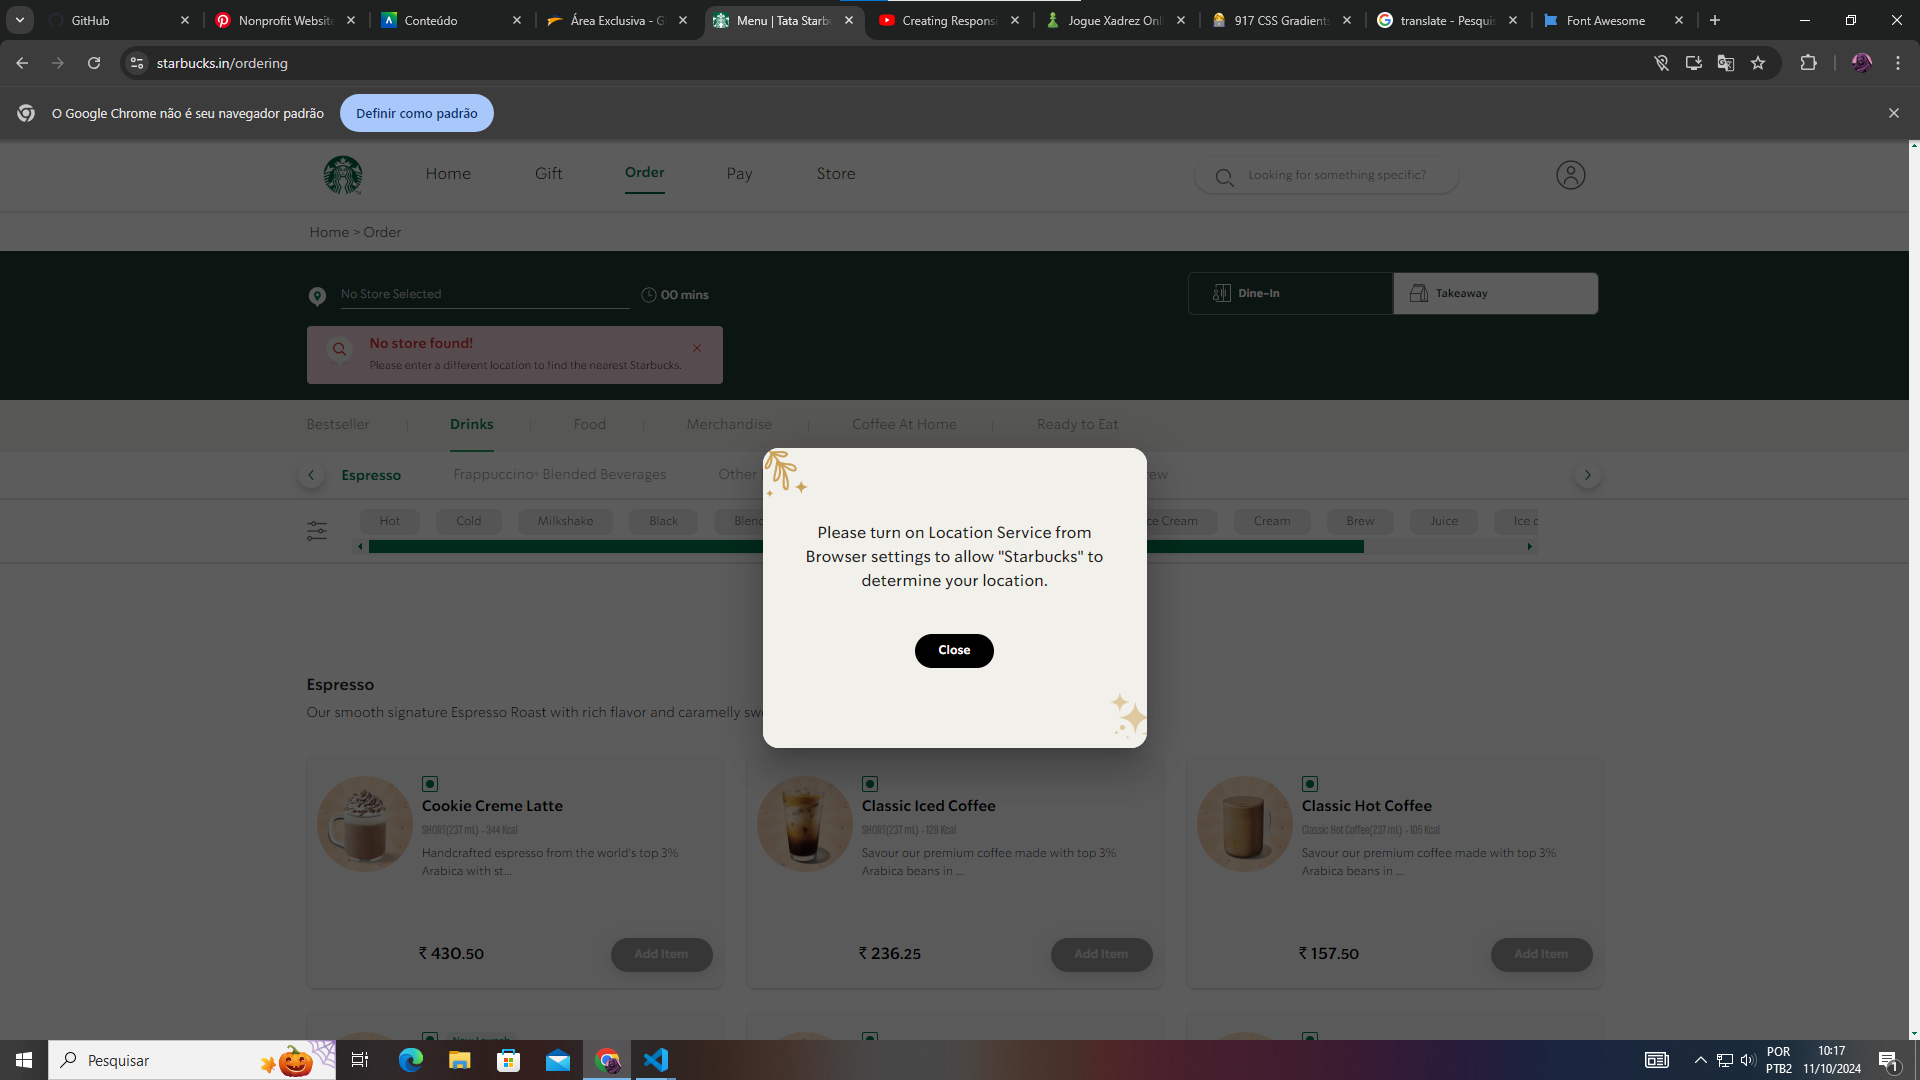 GitHub
Nonprofit Website
Conteúdo
Área Exclusiva - G
Menu | Tata Starb
Creating Responsi
Jogue Xadrez Onli
917 CSS Gradients
translate - Pesquis
Font Awesome
starbucks.in/ordering
O Google Chrome não é seu navegador padrão
Definir como padrão
Home
Gift
Order
Pay
Store
Looking for something specific?
Home > Order
No Store Selected
00 mins
Dine-In
Takeaway
No store found!
Please enter a different location to find the nearest Starbucks.
Bestseller
Drinks
Food
Merchandise
Coffee At Home
Ready to Eat
Espresso
Frappuccino® Blended Beverages
Other
Hot
Cold
Milkshake
Black
Blen
ce Cream
Cream
Brew
Juice
Ice c
Please turn on Location Service from
Browser settings to allow "Starbucks" to
determine your location.
Close
Espresso
Our smooth signature Espresso Roast with rich flavor and caramelly swe
Cookie Creme Latte
SHORT(237 mL) · 344 Kcal
Handcrafted espresso from the world's top 3%
Arabica with st...
₹ 430.50
Add Item
Classic Iced Coffee
SHORT(237 mL) · 128 Kcal
Savour our premium coffee made with top 3%
Arabica beans in ...
₹ 236.25
Add Item
Classic Hot Coffee
Classic Hot Coffee(237 mL) · 105 Kcal
Savour our premium coffee made with top 3%
Arabica beans in ...
₹ 157.50
Add Item
New Launch
Pesquisar
POR
PTB2
10:17
11/10/2024
1